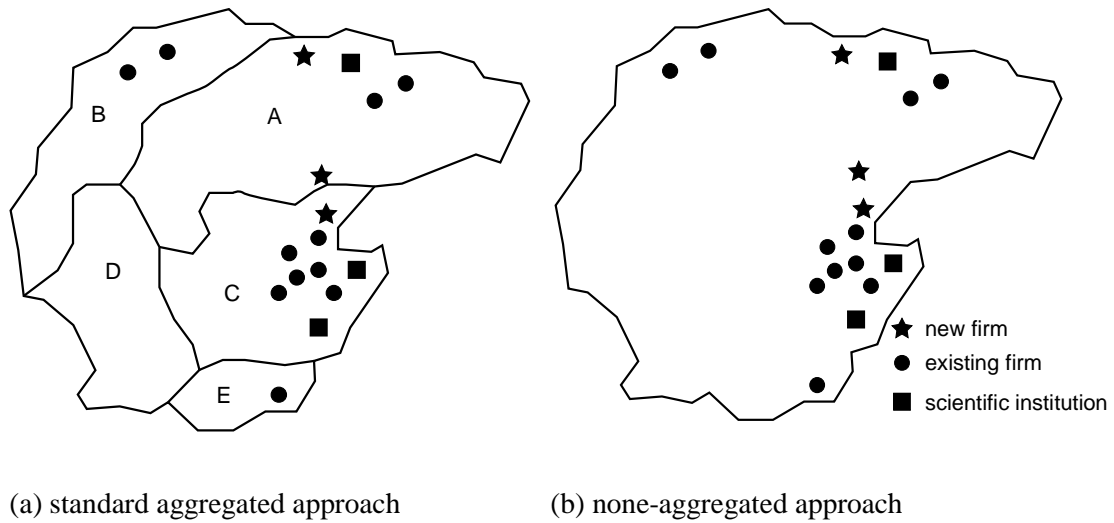 B
A
D
C
E
new firm
existing firm
scientific institution
(a) standard aggregated approach
(b) none-aggregated approach